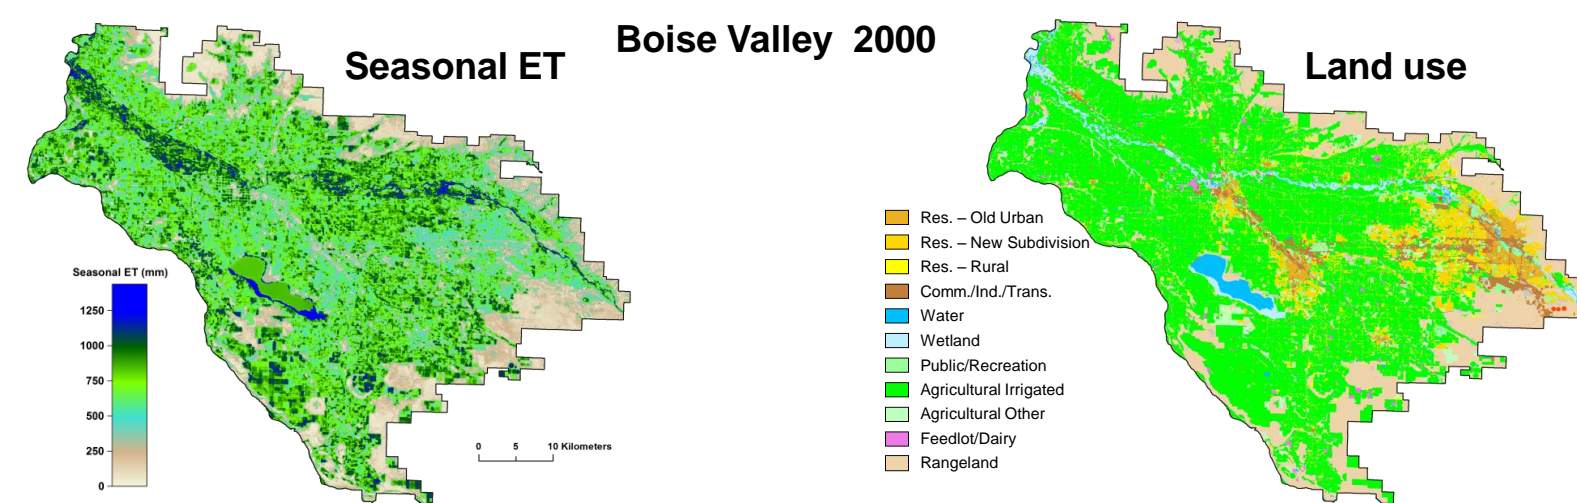 Boise Valley  2000
Seasonal ET
Land use
Seasonal ET (mm)
1250
1000
750
500
250
0
0 5 10 Kilometers
Res. – Old Urban
Res. – New Subdivision
Res. – Rural
Comm./Ind./Trans.
Water
Wetland
Public/Recreation
Agricultural Irrigated
Agricultural Other
Feedlot/Dairy
Rangeland